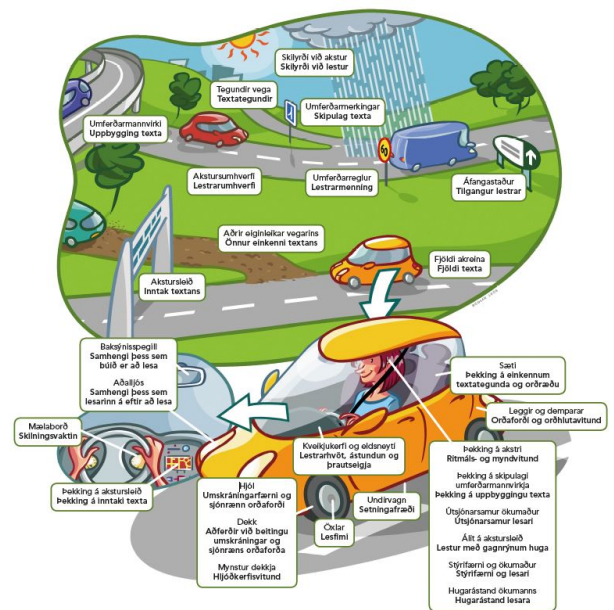 Skilyrði við akstur
Skilyrði við lestur
Tegundir vega
Textategundir
Umferðarmerkingar
Skipulag texta
Umferðarmannvirki
Uppbygging texta
Akstursumhverfi
Lestrarumhverfi
Umferðarreglur
Lestrarmenning
Áfangastaður
Tilgangur lestrar
Aðrir eiginleikar vegarins
Önnur einkenni textans
Fjöldi akreina
Fjöldi texta
Akstursleið
Inntak textans
Baksýnisspegill
Samhengi þess sem
búið er að lesa
Aðalljós
Samhengi þess sem
lesarinn á eftir að lesa
Sæti
Þekking á einkennum
textategunda og orðræðu
Leggir og demparar
Orðaforði og orðhlutavitund
Mælaborð
Skilningsvaktin
Kveikjukerfi og eldsneyti
Lestrarhvöt, ástundun og
þrautseigja
Þekking á akstursleið
Þekking á inntaki texta
Hjól
Umskráningarfærni og
sjónrænn orðaforði
Dekk
Aðferðir við beitingu
umskráningar og
sjónræns orðaforða
Mynstur dekkja
Hljóðkerfisvitund
Öxlar
Lesfimi
Undirvagn
Setningafræði
Þekking á akstri
Ritmáls- og myndvitund
Þekking á skipulagi
umferðarmannvirkja
Þekking á uppbyggingu texta
Útsjónarsamur ökumaður
Útsjónarsamur lesari
Álit á akstursleið
Lestur með gagnrýnum huga
Stýrifærni og ökumaður
Stýrifærni og lesari
Hugarástand ökumanns
Hugarástand lesara